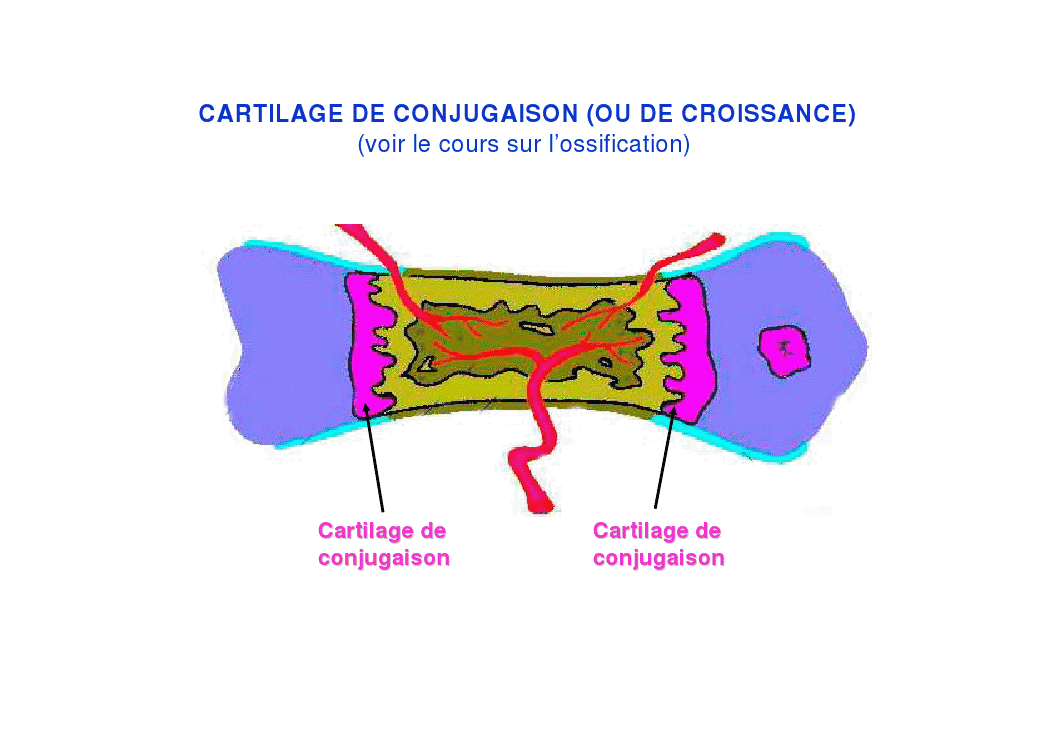 CARTILAGE DE CONJUGAISON (OU DE CROISSANCE)
(voir le cours sur l'ossification)
Cartilage de
conjugaison
Cartilage de
conjugaison